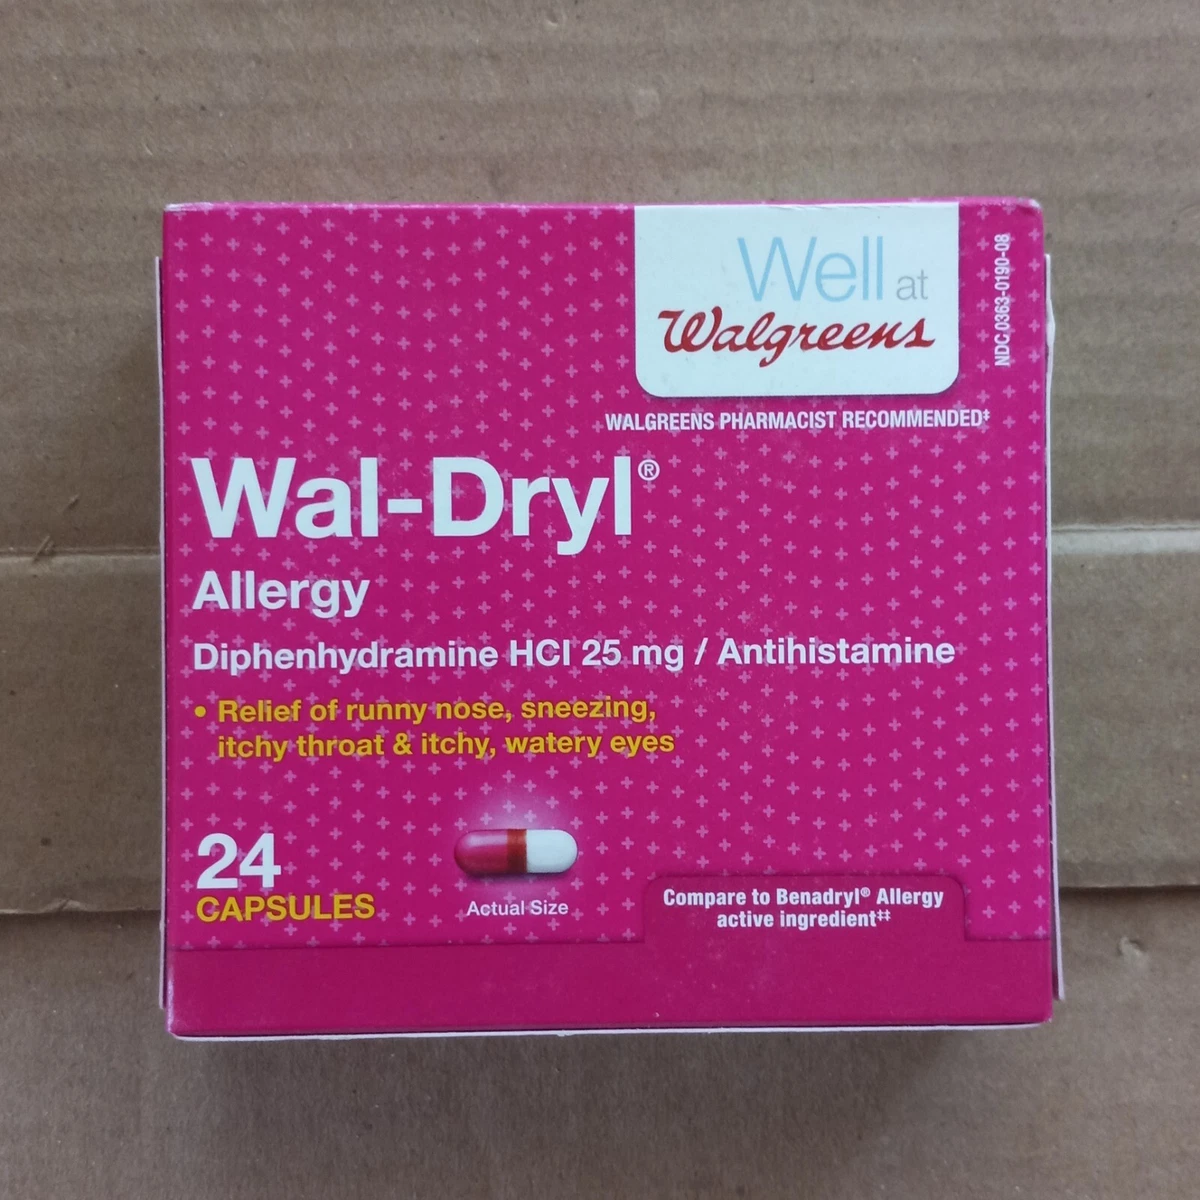 Well at
Walgreens
NDC 0363-0190-08
WALGREENS PHARMACIST RECOMMENDED‡
Wal-Dryl®
Allergy
Diphenhydramine HCl 25 mg / Antihistamine
• Relief of runny nose, sneezing,
itchy throat & itchy, watery eyes
24
CAPSULES
Actual Size
Compare to Benadryl® Allergy
active ingredient‡‡